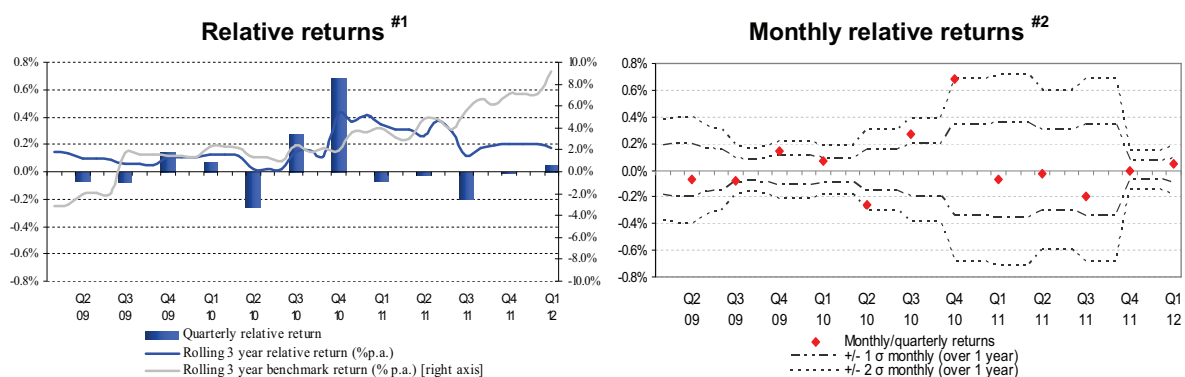 Relative returns #1
0.8%
0.6%
0.4%
0.2%
0.0%
-0.2%
-0.4%
-0.6%
-0.8%
10.0%
8.0%
6.0%
4.0%
2.0%
0.0%
-2.0%
-4.0%
-6.0%
-8.0%
-10.0%
Q2 Q3 Q4 Q1 Q2 Q3 Q4 Q1 Q2 Q3 Q4 Q1
09 09 09 10 10 10 10 11 11 11 11 12
Quarterly relative return
Rolling 3 year relative return (%p.a.)
Rolling 3 year benchmark return (% p.a.) [right axis]
Monthly relative returns #2
0.8%
0.6%
0.4%
0.2%
0.0%
-0.2%
-0.4%
-0.6%
-0.8%
Q2 Q3 Q4 Q1 Q2 Q3 Q4 Q1 Q2 Q3 Q4 Q1
09 09 09 10 10 10 10 11 11 11 11 12
Monthly/quarterly returns
+/- 1 σ monthly (over 1 year)
+/- 2 σ monthly (over 1 year)